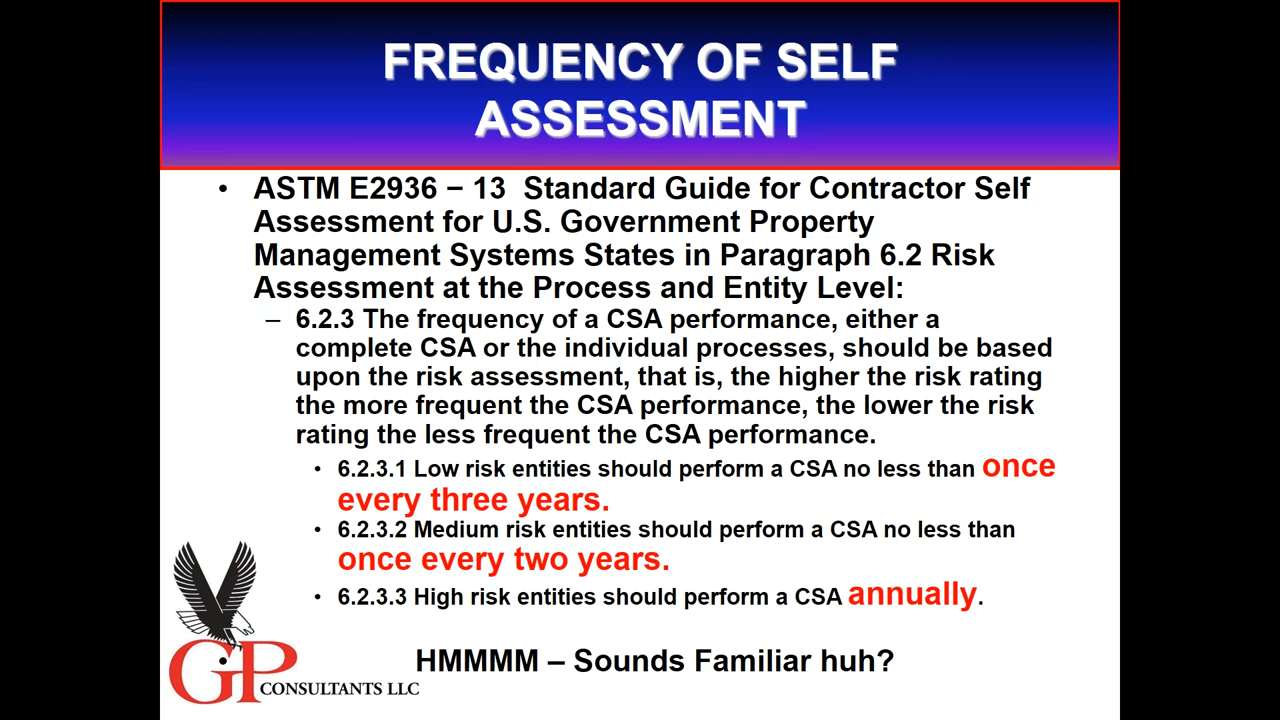 FREQUENCY OF SELF
ASSESSMENT
• ASTM E2936 – 13 Standard Guide for Contractor Self
Assessment for U.S. Government Property
Management Systems States in Paragraph 6.2 Risk
Assessment at the Process and Entity Level:
– 6.2.3 The frequency of a CSA performance, either a
complete CSA or the individual processes, should be based
upon the risk assessment, that is, the higher the risk rating
the more frequent the CSA performance, the lower the risk
rating the less frequent the CSA performance.
• 6.2.3.1 Low risk entities should perform a CSA no less than once
every three years.
• 6.2.3.2 Medium risk entities should perform a CSA no less than
once every two years.
• 6.2.3.3 High risk entities should perform a CSA annually.
HMMMM – Sounds Familiar huh?
GP CONSULTANTS LLC